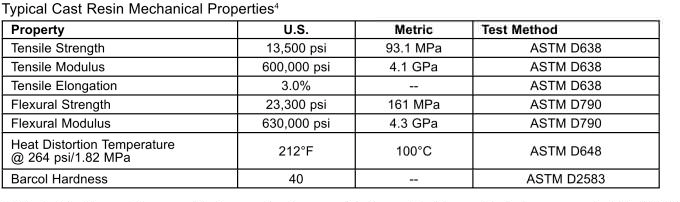 Typical Cast Resin Mechanical Properties⁴
Property U.S. Metric Test Method
Tensile Strength 13,500 psi 93.1 MPa ASTM D638
Tensile Modulus 600,000 psi 4.1 GPa ASTM D638
Tensile Elongation 3.0% -- ASTM D638
Flexural Strength 23,300 psi 161 MPa ASTM D790
Flexural Modulus 630,000 psi 4.3 GPa ASTM D790
Heat Distortion Temperature
@ 264 psi/1.82 MPa 212°F 100°C ASTM D648
Barcol Hardness 40 -- ASTM D2583